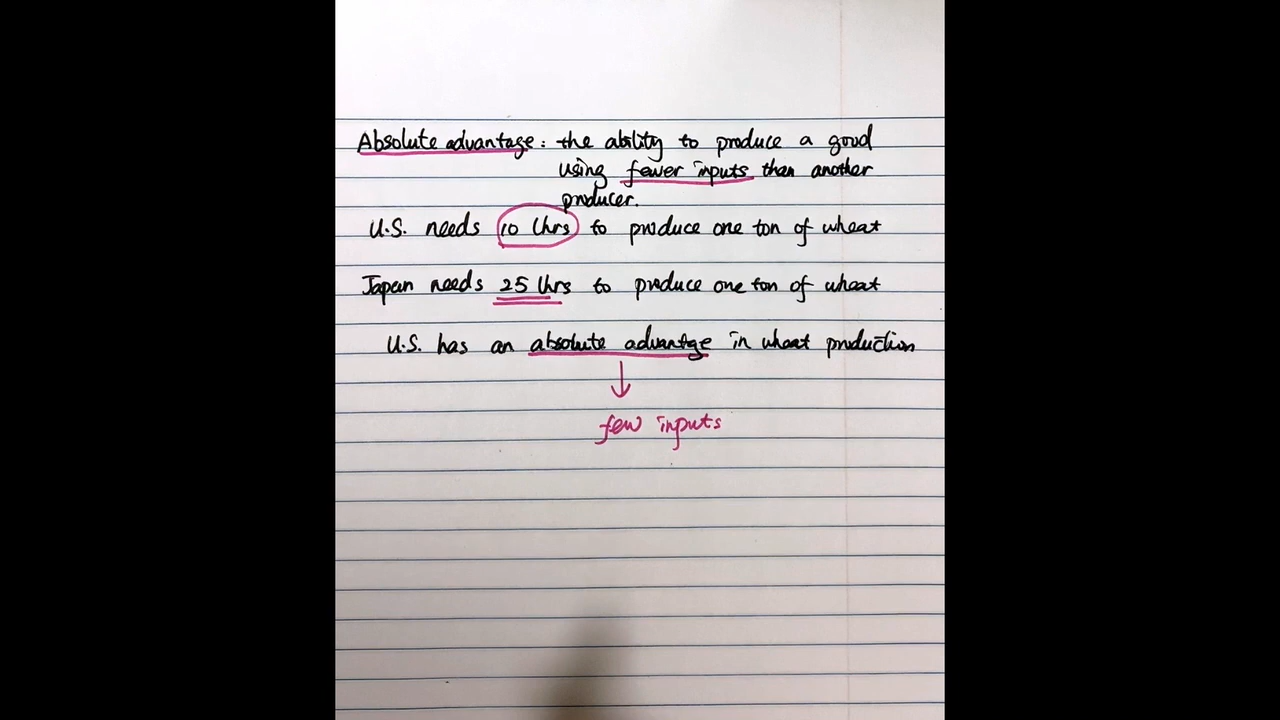 Absolute advantage: the ability to produce a good
using fewer inputs than another
producer.
U.S. needs 10 hrs to produce one ton of wheat
Japan needs 25 hrs to produce one ton of wheat
U.S. has an absolute advantage in wheat production
few inputs